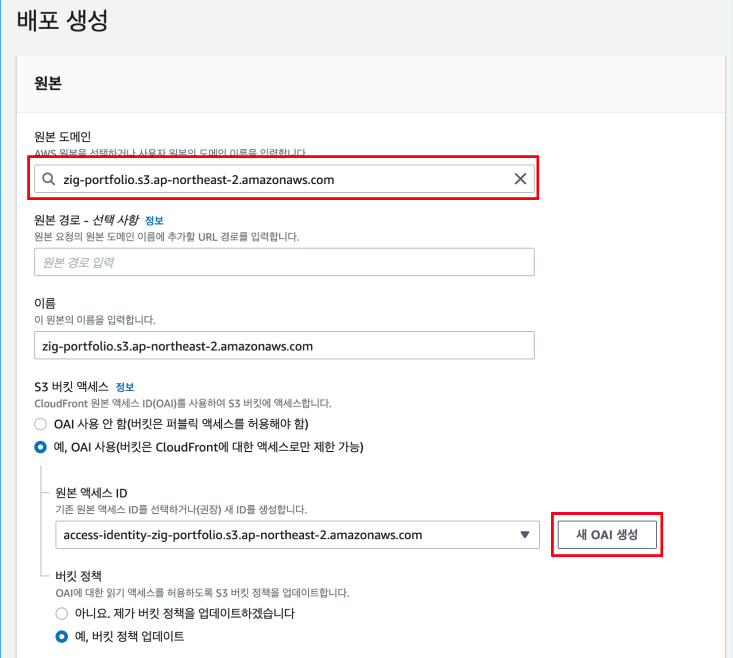 배포 생성
원본
원본 도메인
AWS 원본을 선택하거나 사용자 원본의 도메인 이름을 입력합니다.
zig-portfolio.s3.ap-northeast-2.amazonaws.com
원본 경로 - 선택 사항 정보
원본 요청의 원본 도메인 이름에 추가할 URL 경로를 입력합니다.
원본 경로 입력
이름
이 원본의 이름을 입력합니다.
zig-portfolio.s3.ap-northeast-2.amazonaws.com
S3 버킷 액세스 정보
CloudFront 원본 액세스 ID(OAI)를 사용하여 S3 버킷에 액세스합니다.
OAI 사용 안 함(버킷은 퍼블릭 액세스를 허용해야 함)
예, OAI 사용(버킷은 CloudFront에 대한 액세스로만 제한 가능)
원본 액세스 ID
기존 원본 액세스 ID를 선택하거나(권장) 새 ID를 생성합니다.
access-identity-zig-portfolio.s3.ap-northeast-2.amazonaws.com
새 OAI 생성
버킷 정책
OAI에 대한 읽기 액세스를 허용하도록 S3 버킷 정책을 업데이트합니다.
아니요. 제가 버킷 정책을 업데이트하겠습니다
예, 버킷 정책 업데이트